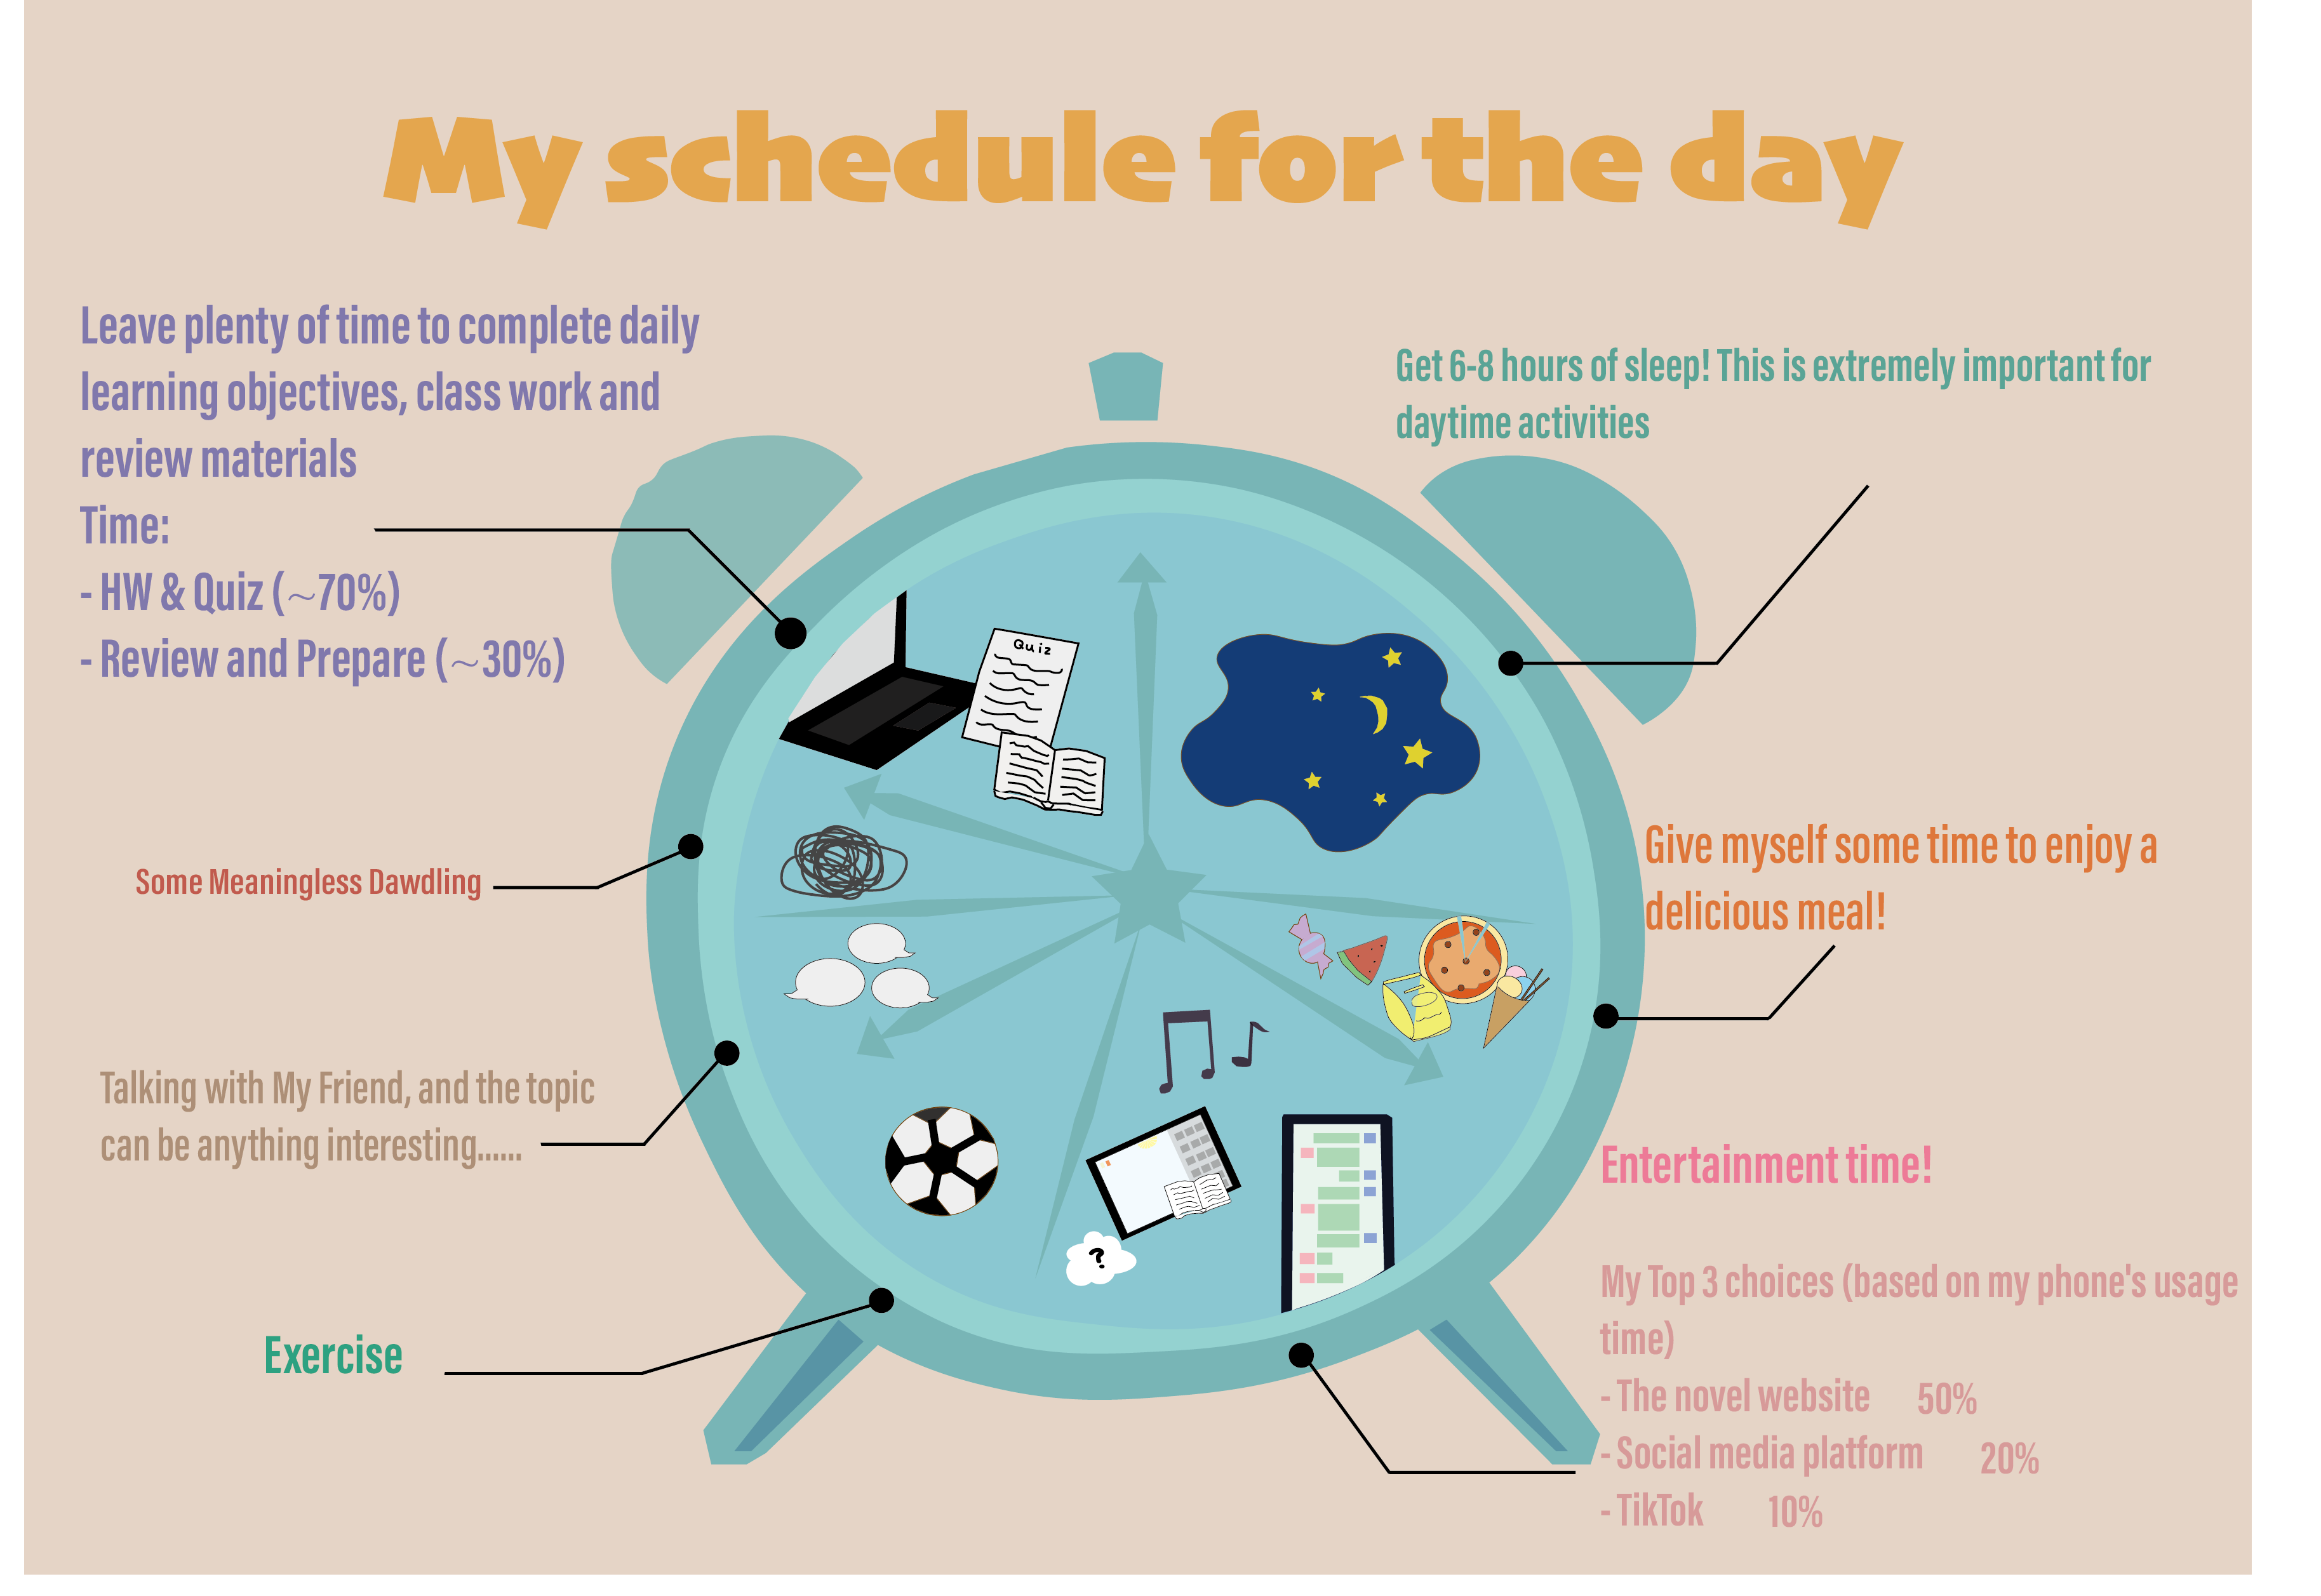 My schedule for the day
Leave plenty of time to complete daily
learning objectives, class work and
review materials
Time:
- HW & Quiz (~70%)
- Review and Prepare (~30%)
Get 6-8 hours of sleep! This is extremely important for
daytime activities
Quiz
Some Meaningless Dawdling
Give myself some time to enjoy a
delicious meal!
Talking with My Friend, and the topic
can be anything interesting......
Entertainment time!
?
Exercise
My Top 3 choices (based on my phone's usage
time)
- The novel website 50%
- Social media platform 20%
- TikTok 10%